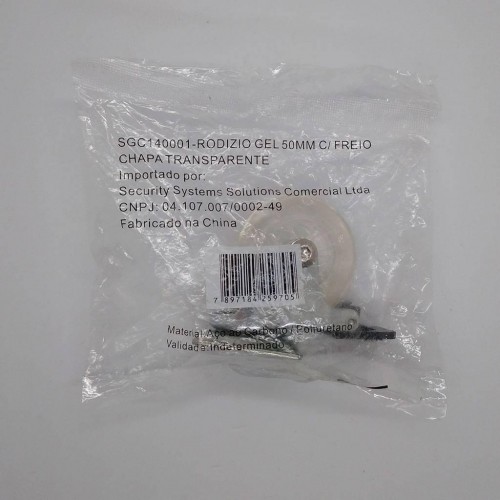 SGC140001-RODIZIO GEL 50MM C/ FREIO
CHAPA TRANSPARENTE
Importado por:
Security Systems Solutions Comercial Ltda
CNPJ: 04.107.007/0002-49
Fabricado na China
7 897184 259705
Material: Aço ao Carbono / Poliuretano
Validade: Indeterminado